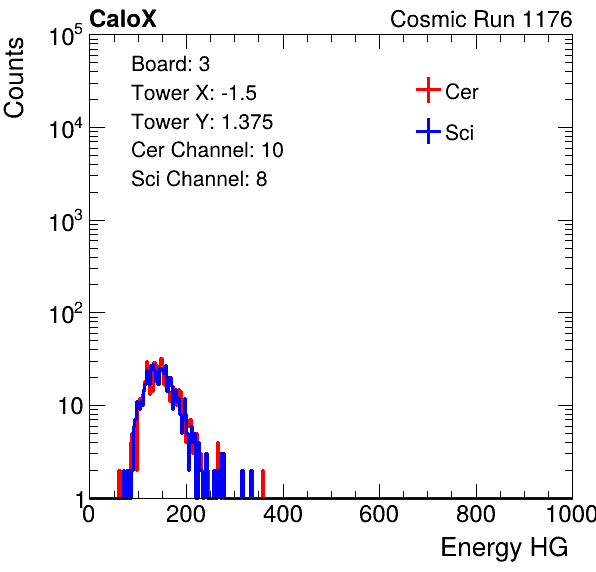 CaloX Cosmic Run 1176
Counts
Board: 3
Tower X: -1.5
Tower Y: 1.375
Cer Channel: 10
Sci Channel: 8
Cer
Sci
10^5
10^4
10^3
10^2
10
1
0 200 400 600 800 1000
Energy HG